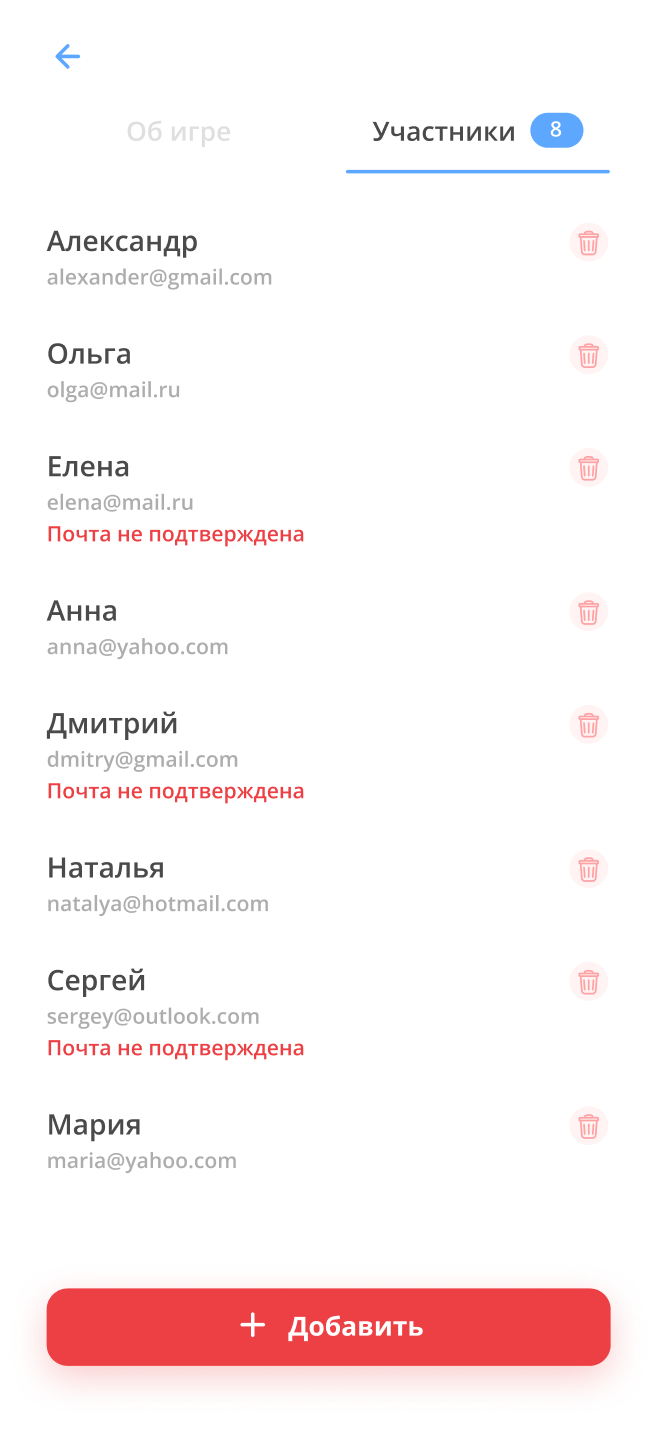 Об игре
Участники 8
Александр
alexander@gmail.com
Ольга
olga@mail.ru
Елена
elena@mail.ru
Почта не подтверждена
Анна
anna@yahoo.com
Дмитрий
dmitry@gmail.com
Почта не подтверждена
Наталья
natalya@hotmail.com
Сергей
sergey@outlook.com
Почта не подтверждена
Мария
maria@yahoo.com
Добавить